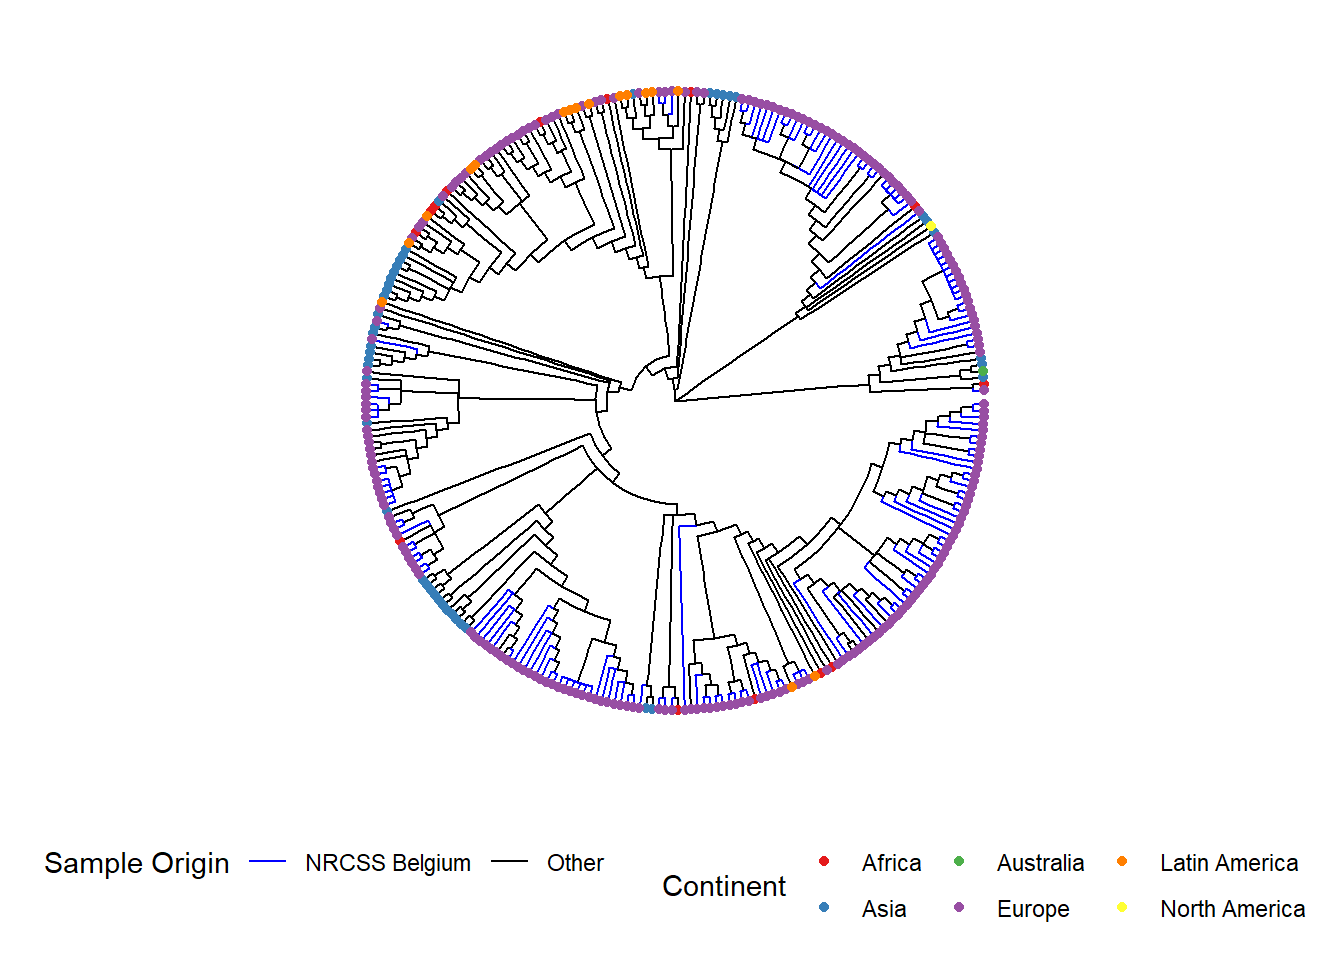 Sample Origin NRCSS Belgium Other
Continent
Africa Australia Latin America
Asia Europe North America